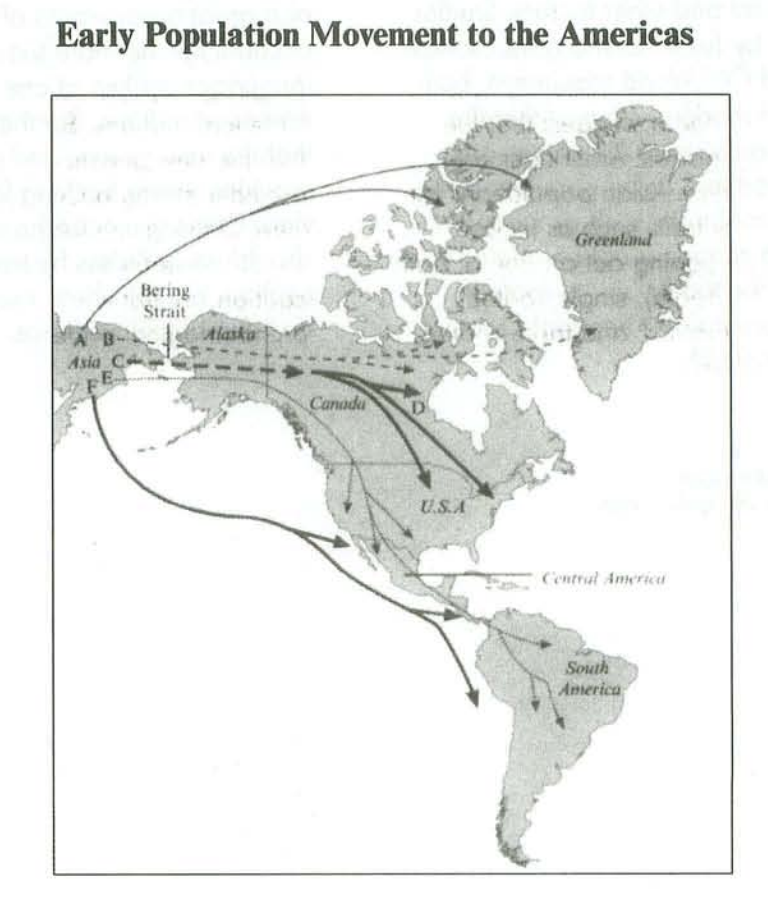 Early Population Movement to the Americas
Greenland
Bering
Strait
A B
Alaska
Asia C
F E
Canada
D
U.S.A
Central America
South
America